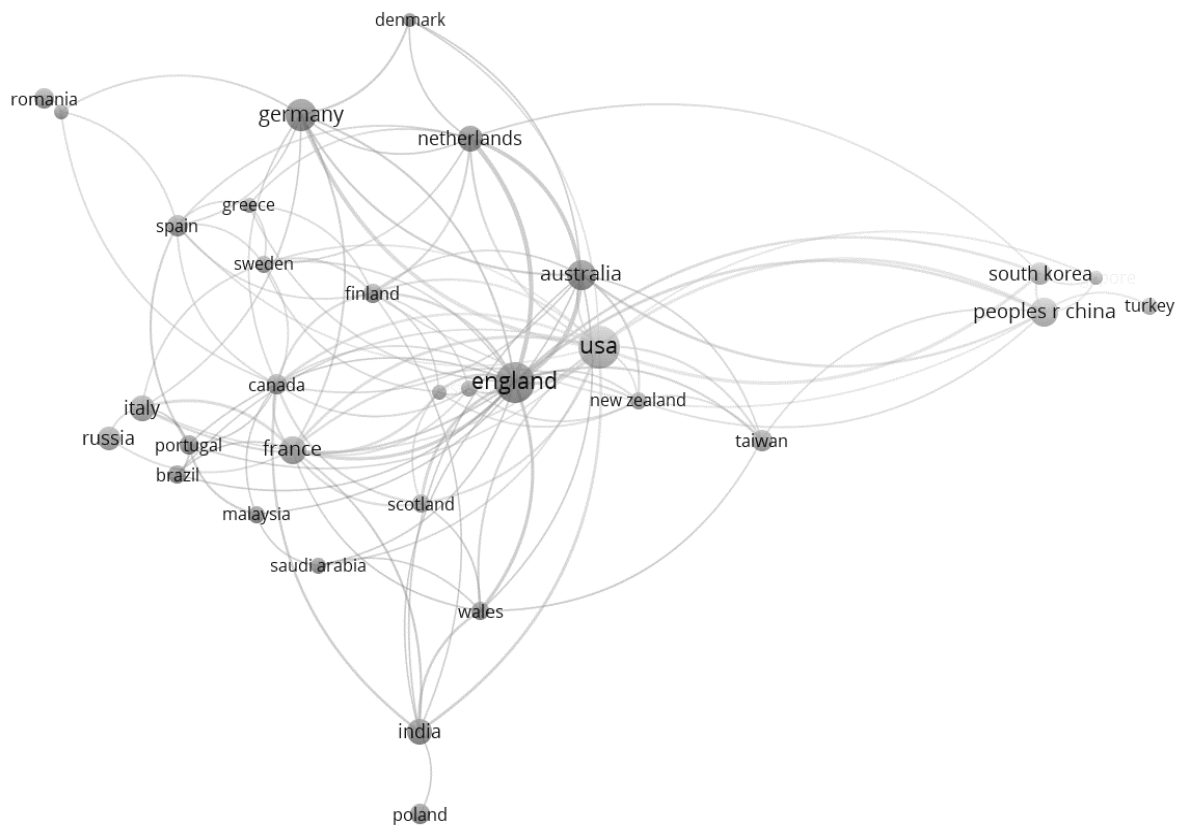 denmark
romania
germany
netherlands
greece
spain
sweden
finland
australia
south korea
peoples r china
turkey
usa
england
canada
new zealand
italy
russia
portugal
france
taiwan
brazil
scotland
malaysia
saudi arabia
wales
india
poland